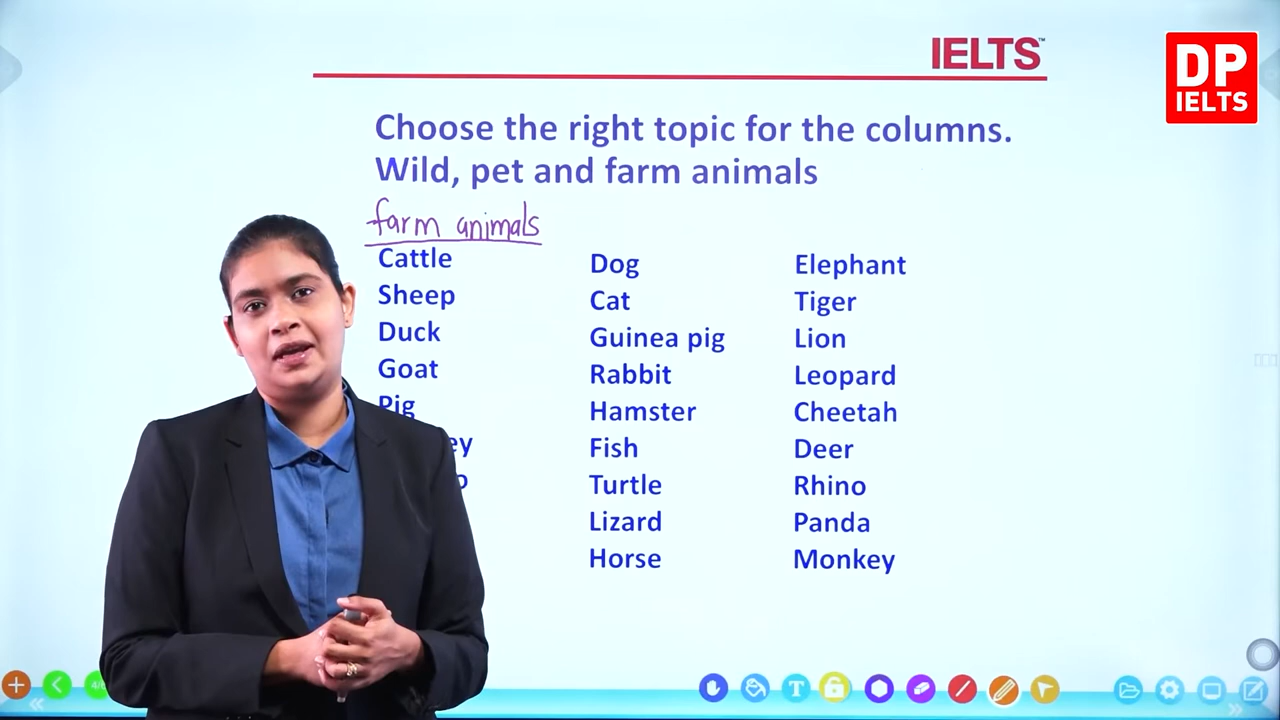 IELTS™
DP
IELTS
Choose the right topic for the columns.
Wild, pet and farm animals
farm animals
Cattle
Sheep
Duck
Goat
Pig
Dog
Cat
Guinea pig
Rabbit
Hamster
Fish
Turtle
Lizard
Horse
Elephant
Tiger
Lion
Leopard
Cheetah
Deer
Rhino
Panda
Monkey